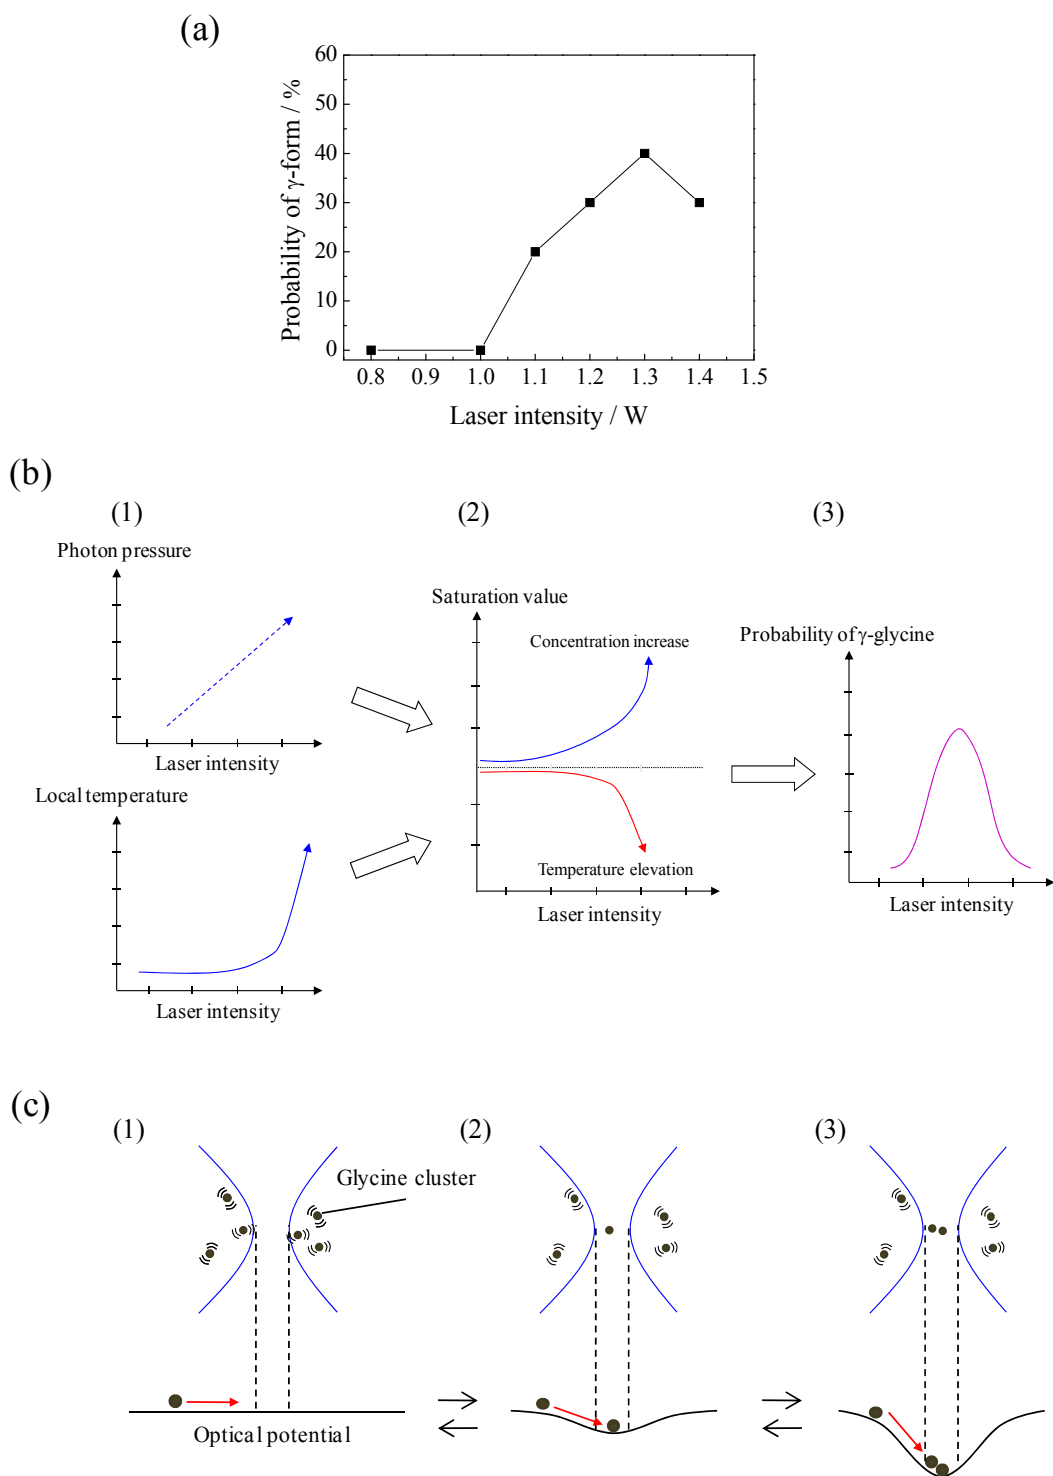 (a)
Probability of γ-form / %
60
50
40
30
20
10
0
0.8 0.9 1.0 1.1 1.2 1.3 1.4 1.5
Laser intensity / W
(b)
(1)
Photon pressure
Laser intensity
Local temperature
Laser intensity
(2)
Saturation value
Concentration increase
Temperature elevation
Laser intensity
(3)
Probability of γ-glycine
Laser intensity
(c)
(1)
Glycine cluster
Optical potential
(2)
(3)